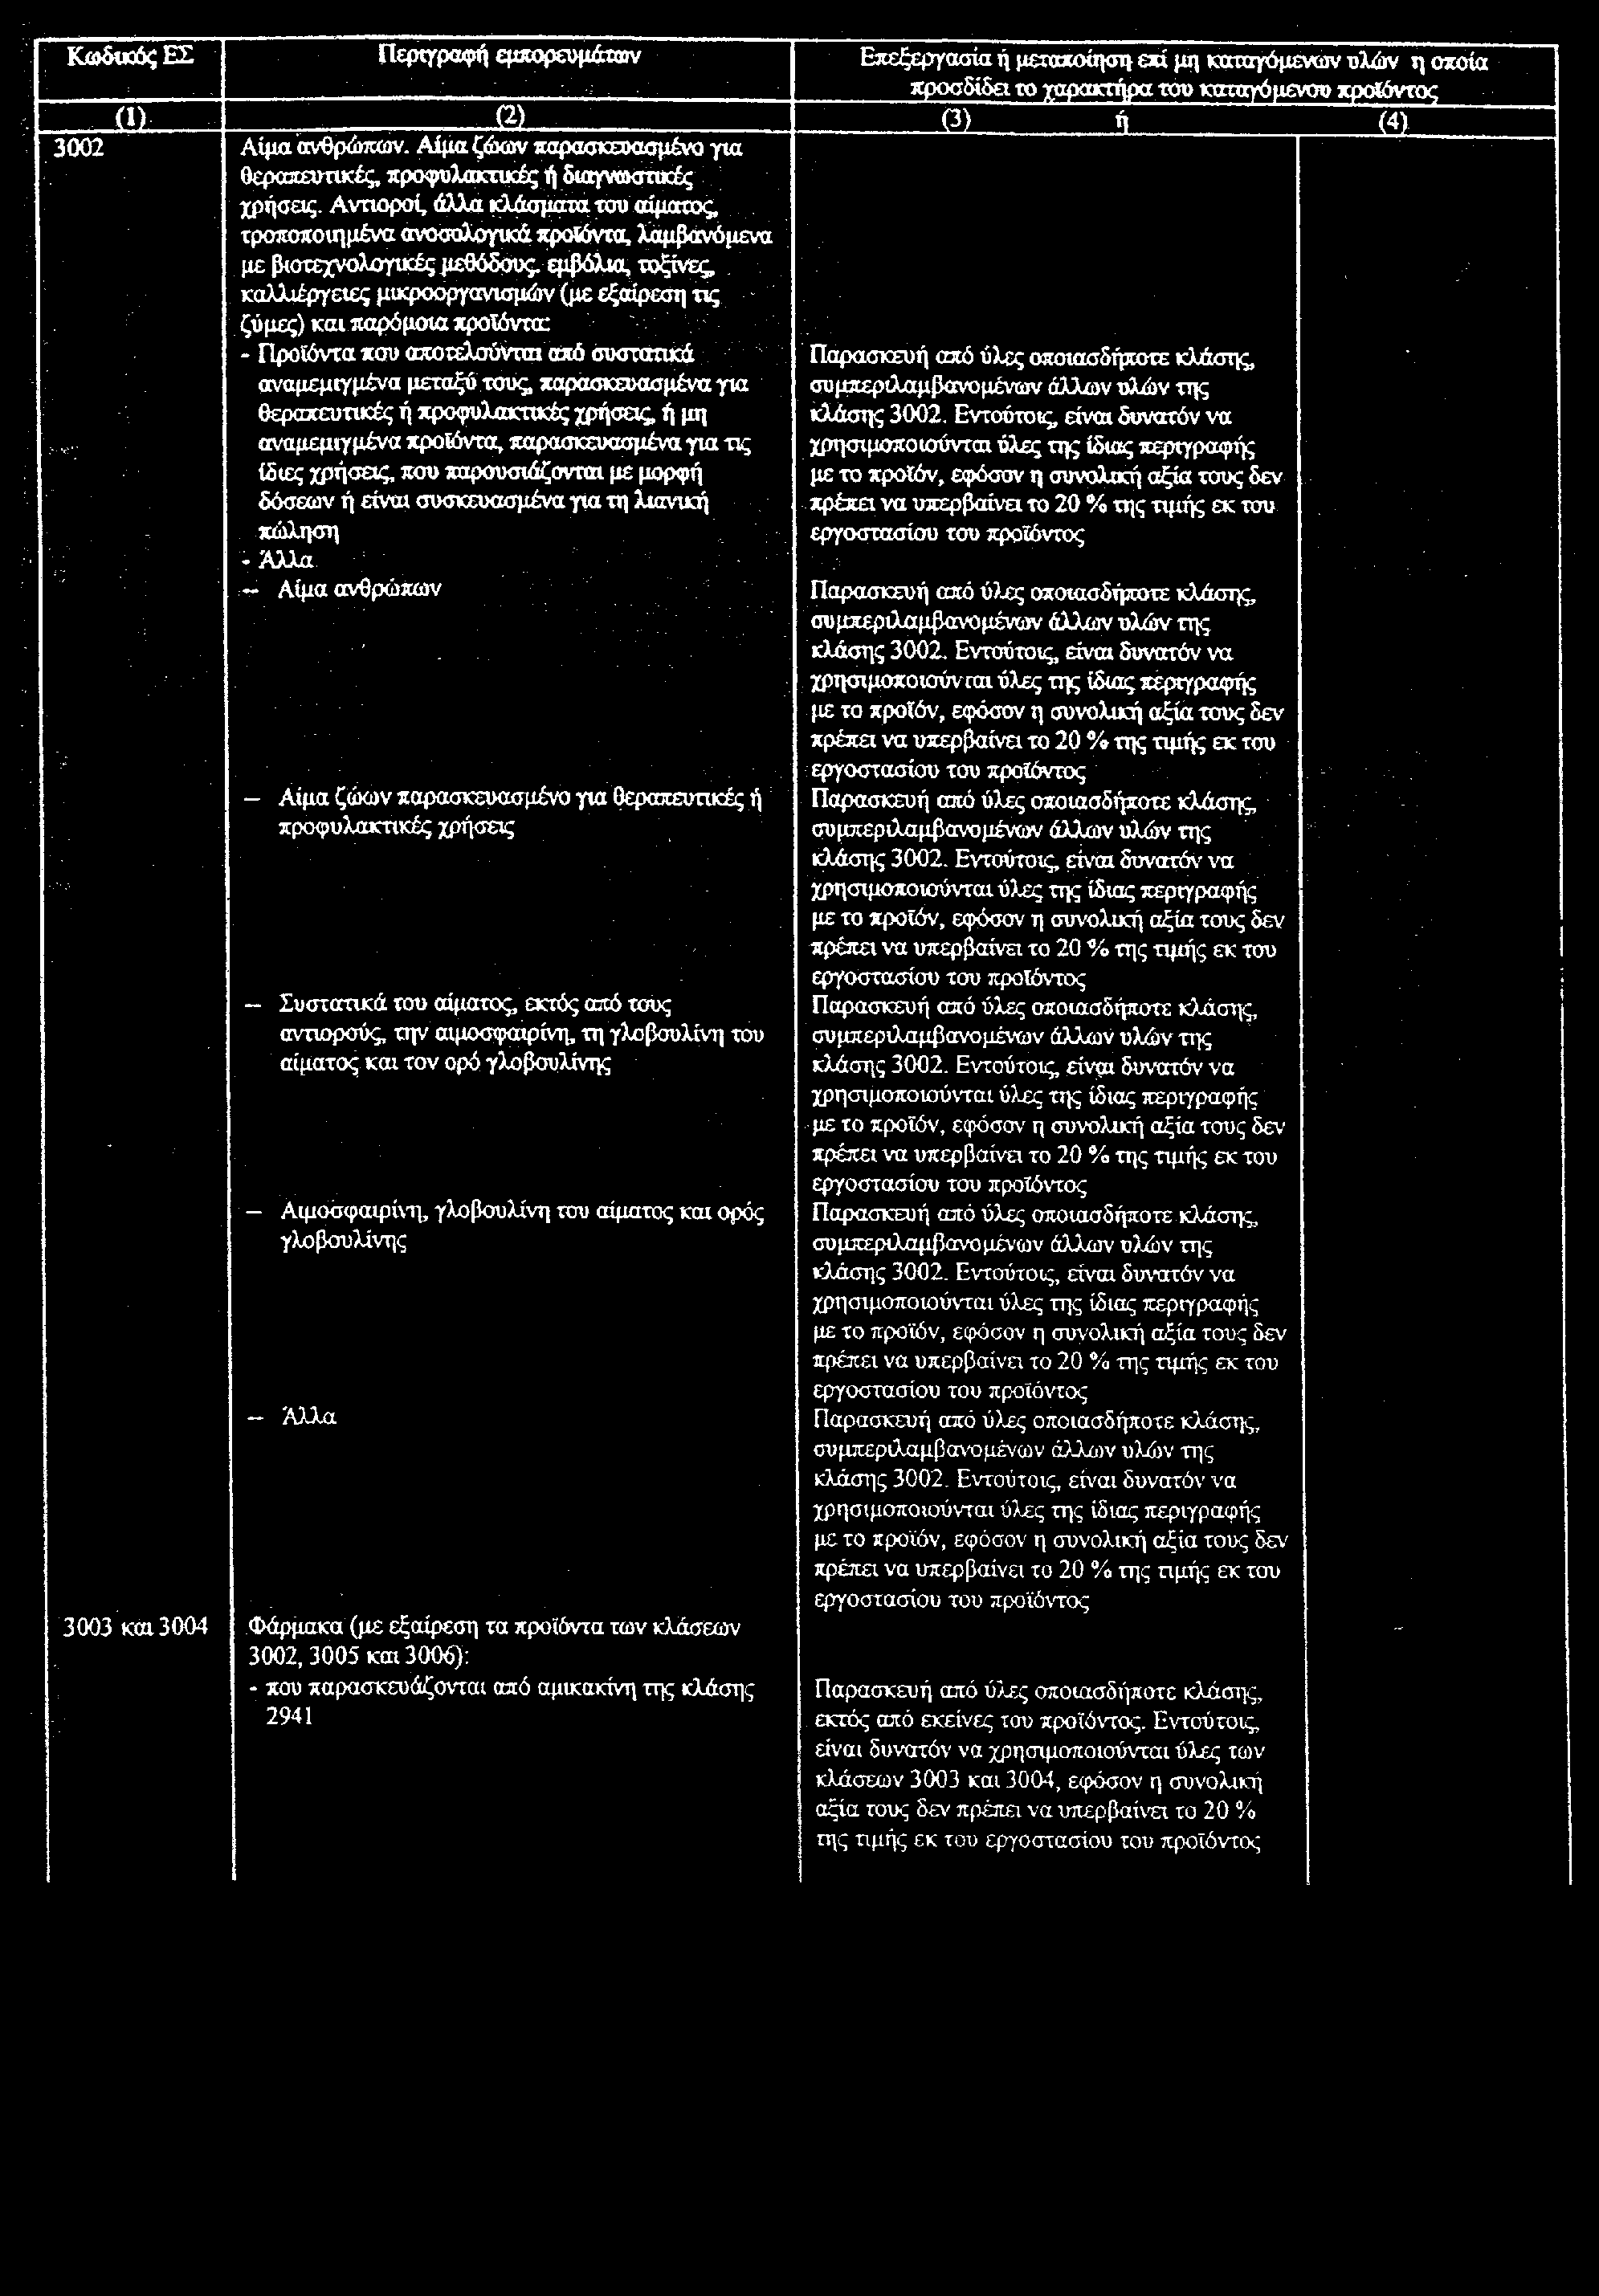 Κωδικός ΕΣ
Περιγραφή εμπορευμάτων
Επεξεργασία ή μεταποίηση επί μη καταγόμενων υλών η οποία
προσδίδει το χαρακτήρα του καταγόμενου προϊόντος
(1)
(2)
(3) ή (4)
3002
Αίμα ανθρώπων. Αίμα ζώων παρασκευασμένο για
θεραπευτικές, προφυλακτικές ή διαγνωστικές
χρήσεις. Αντιοροί, άλλα κλάσματα του αίματος,
τροποποιημένα ανοσολογικά προϊόντα, λαμβανόμενα
με βιοτεχνολογικές μεθόδους. εμβόλια, τοξίνες,
καλλιέργειες μικροοργανισμών (με εξαίρεση τις
ζύμες) και παρόμοια προϊόντα:
- Προϊόντα που αποτελούνται από συστατικά
αναμεμιγμένα μεταξύ τους, παρασκευασμένα για
θεραπευτικές ή προφυλακτικές χρήσεις, ή μη
αναμεμιγμένα προϊόντα, παρασκευασμένα για τις
ίδιες χρήσεις, που παρουσιάζονται με μορφή
δόσεων ή είναι συσκευασμένα για τη λιανική
πώληση
Παρασκευή από ύλες οποιασδήποτε κλάσης,
συμπεριλαμβανομένων άλλων υλών της
κλάσης 3002. Εντούτοις, είναι δυνατόν να
χρησιμοποιούνται ύλες της ίδιας περιγραφής
με το προϊόν, εφόσον η συνολική αξία τους δεν
πρέπει να υπερβαίνει το 20 % της τιμής εκ του
εργοστασίου του προϊόντος
- Άλλα
– Αίμα ανθρώπων
Παρασκευή από ύλες οποιασδήποτε κλάσης,
συμπεριλαμβανομένων άλλων υλών της
κλάσης 3002. Εντούτοις, είναι δυνατόν να
χρησιμοποιούνται ύλες της ίδιας περιγραφής
με το προϊόν, εφόσον η συνολική αξία τους δεν
πρέπει να υπερβαίνει το 20 % της τιμής εκ του
εργοστασίου του προϊόντος
– Αίμα ζώων παρασκευασμένο για θεραπευτικές ή
προφυλακτικές χρήσεις
Παρασκευή από ύλες οποιασδήποτε κλάσης,
συμπεριλαμβανομένων άλλων υλών της
κλάσης 3002. Εντούτοις, είναι δυνατόν να
χρησιμοποιούνται ύλες της ίδιας περιγραφής
με το προϊόν, εφόσον η συνολική αξία τους δεν
πρέπει να υπερβαίνει το 20 % της τιμής εκ του
εργοστασίου του προϊόντος
– Συστατικά του αίματος, εκτός από τους
αντιορούς, την αιμοσφαιρίνη, τη γλοβουλίνη του
αίματος και τον ορό γλοβουλίνης
Παρασκευή από ύλες οποιασδήποτε κλάσης,
συμπεριλαμβανομένων άλλων υλών της
κλάσης 3002. Εντούτοις, είναι δυνατόν να
χρησιμοποιούνται ύλες της ίδιας περιγραφής
με το προϊόν, εφόσον η συνολική αξία τους δεν
πρέπει να υπερβαίνει το 20 % της τιμής εκ του
εργοστασίου του προϊόντος
– Αιμοσφαιρίνη, γλοβουλίνη του αίματος και ορός
γλοβουλίνης
Παρασκευή από ύλες οποιασδήποτε κλάσης,
συμπεριλαμβανομένων άλλων υλών της
κλάσης 3002. Εντούτοις, είναι δυνατόν να
χρησιμοποιούνται ύλες της ίδιας περιγραφής
με το προϊόν, εφόσον η συνολική αξία τους δεν
πρέπει να υπερβαίνει το 20 % της τιμής εκ του
εργοστασίου του προϊόντος
– Άλλα
Παρασκευή από ύλες οποιασδήποτε κλάσης,
συμπεριλαμβανομένων άλλων υλών της
κλάσης 3002. Εντούτοις, είναι δυνατόν να
χρησιμοποιούνται ύλες της ίδιας περιγραφής
με το προϊόν, εφόσον η συνολική αξία τους δεν
πρέπει να υπερβαίνει το 20 % της τιμής εκ του
εργοστασίου του προϊόντος
3003 και 3004
Φάρμακα (με εξαίρεση τα προϊόντα των κλάσεων
3002, 3005 και 3006):
- που παρασκευάζονται από αμικακίνη της κλάσης
2941
Παρασκευή από ύλες οποιασδήποτε κλάσης,
εκτός από εκείνες του προϊόντος. Εντούτοις,
είναι δυνατόν να χρησιμοποιούνται ύλες των
κλάσεων 3003 και 3004, εφόσον η συνολική
αξία τους δεν πρέπει να υπερβαίνει το 20 %
της τιμής εκ του εργοστασίου του προϊόντος